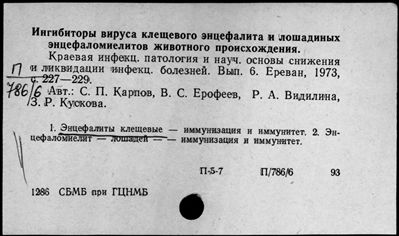 Ингибиторы вируса клещевого энцефалита и лошадиных
энцефаломиелитов животного происхождения.
Краевая инфекц. патология и науч. основы снижения
и ликвидации инфекц. болезней. Вып. 6. Ереван, 1973,
с. 227—229.
П
786/6
Авт.: С. П. Карпов, В. С. Ерофеев, Р. А. Видилина,
З. Р. Кускова.
1. Энцефалиты клещевые — иммунизация и иммунитет. 2. Эн-
цефаломиелит — лошадей — — иммунизация и иммунитет.
П-5-7 П/786/6 93
1286 СБМБ при ГЦНМБ